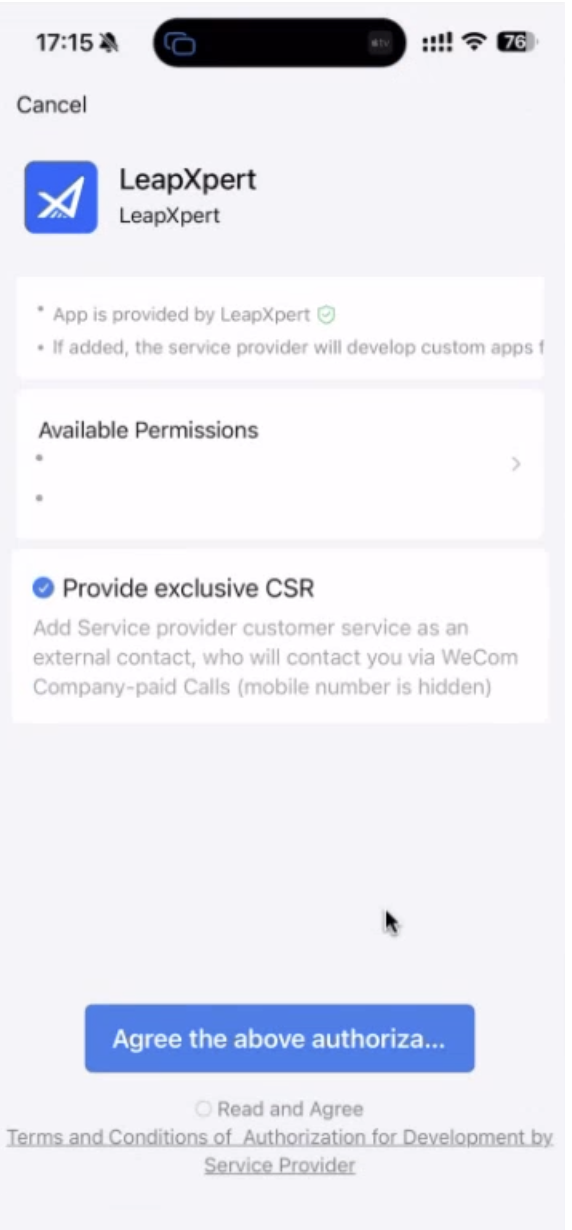 17:15
tv
76
Cancel
LeapXpert
LeapXpert
• App is provided by LeapXpert
• If added, the service provider will develop custom apps f
Available Permissions
•
•
Provide exclusive CSR
Add Service provider customer service as an
external contact, who will contact you via WeCom
Company-paid Calls (mobile number is hidden)
Agree the above authoriza...
Read and Agree
Terms and Conditions of Authorization for Development by
Service Provider